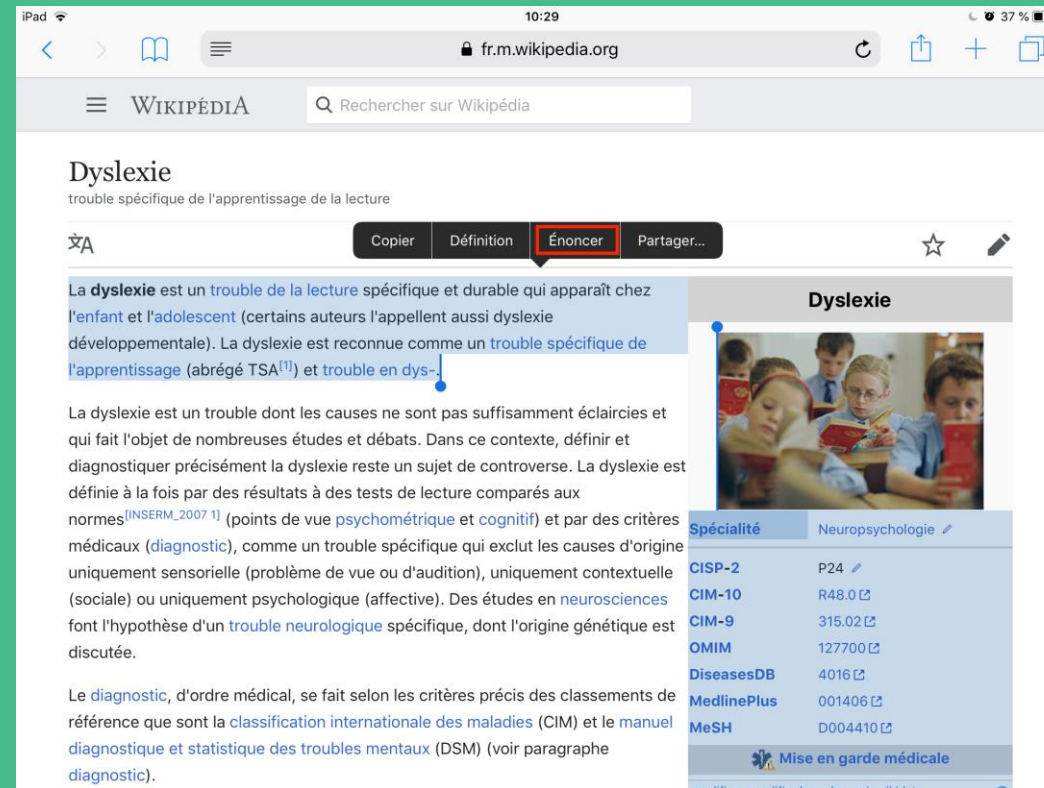 iPad 10:29 37 %
fr.m.wikipedia.org
WIKIPÉDIA Rechercher sur Wikipédia
Dyslexie
trouble spécifique de l'apprentissage de la lecture
Copier Définition Énoncer Partager...
La dyslexie est un trouble de la lecture spécifique et durable qui apparaît chez
l'enfant et l'adolescent (certains auteurs l'appellent aussi dyslexie
développementale). La dyslexie est reconnue comme un trouble spécifique de
l'apprentissage (abrégé TSA[1]) et trouble en dys-.
La dyslexie est un trouble dont les causes ne sont pas suffisamment éclaircies et
qui fait l'objet de nombreuses études et débats. Dans ce contexte, définir et
diagnostiquer précisément la dyslexie reste un sujet de controverse. La dyslexie est
définie à la fois par des résultats à des tests de lecture comparés aux
normes[INSERM_2007 1] (points de vue psychométrique et cognitif) et par des critères
médicaux (diagnostic), comme un trouble spécifique qui exclut les causes d'origine
uniquement sensorielle (problème de vue ou d'audition), uniquement contextuelle
(sociale) ou uniquement psychologique (affective). Des études en neurosciences
font l'hypothèse d'un trouble neurologique spécifique, dont l'origine génétique est
discutée.
Le diagnostic, d'ordre médical, se fait selon les critères précis des classements de
référence que sont la classification internationale des maladies (CIM) et le manuel
diagnostique et statistique des troubles mentaux (DSM) (voir paragraphe
diagnostic).
Dyslexie
Spécialité Neuropsychologie
CISP-2 P24
CIM-10 R48.0
CIM-9 315.02
OMIM 127700
DiseasesDB 4016
MedlinePlus 001406
MeSH D004410
Mise en garde médicale